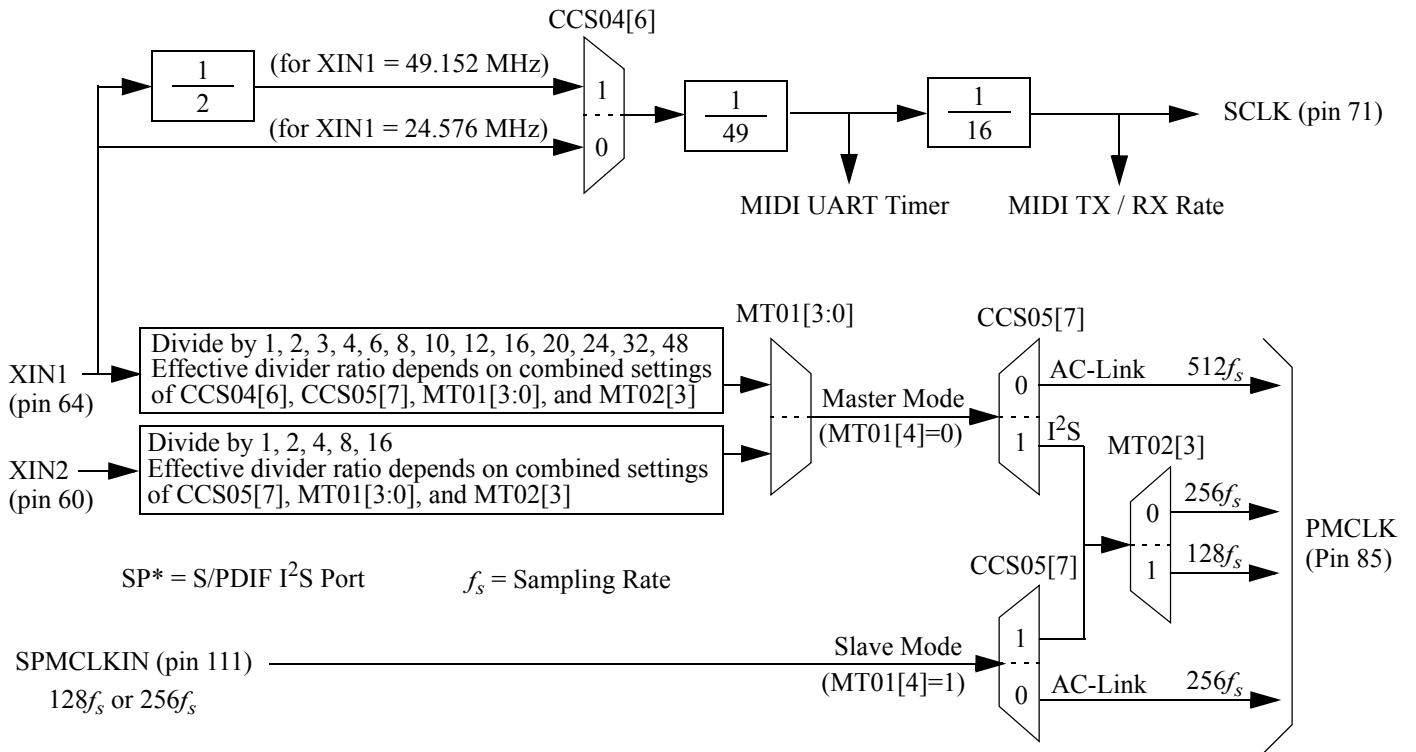 CCS04[6]
1
2
(for XIN1 = 49.152 MHz)
(for XIN1 = 24.576 MHz)
1
0
1
49
1
16
SCLK (pin 71)
MIDI UART Timer
MIDI TX / RX Rate
XIN1
(pin 64)
Divide by 1, 2, 3, 4, 6, 8, 10, 12, 16, 20, 24, 32, 48
Effective divider ratio depends on combined settings
of CCS04[6], CCS05[7], MT01[3:0], and MT02[3]
XIN2
(pin 60)
Divide by 1, 2, 4, 8, 16
Effective divider ratio depends on combined settings
of CCS05[7], MT01[3:0], and MT02[3]
MT01[3:0]
Master Mode
(MT01[4]=0)
CCS05[7]
0
1
AC-Link
512fs
I²S
MT02[3]
0
1
256fs
128fs
PMCLK
(Pin 85)
SP* = S/PDIF I²S Port
fs = Sampling Rate
SPMCLKIN (pin 111)
128fs or 256fs
Slave Mode
(MT01[4]=1)
CCS05[7]
1
0
AC-Link
256fs